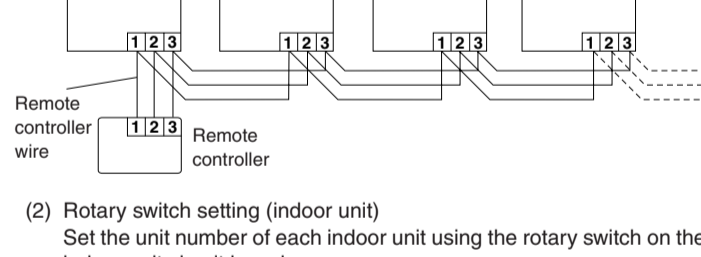 1 2 3 1 2 3 1 2 3 1 2 3
Remote
controller
wire
1 2 3
Remote
controller
(2) Rotary switch setting (indoor unit)
Set the unit number of each indoor unit using the rotary switch on the